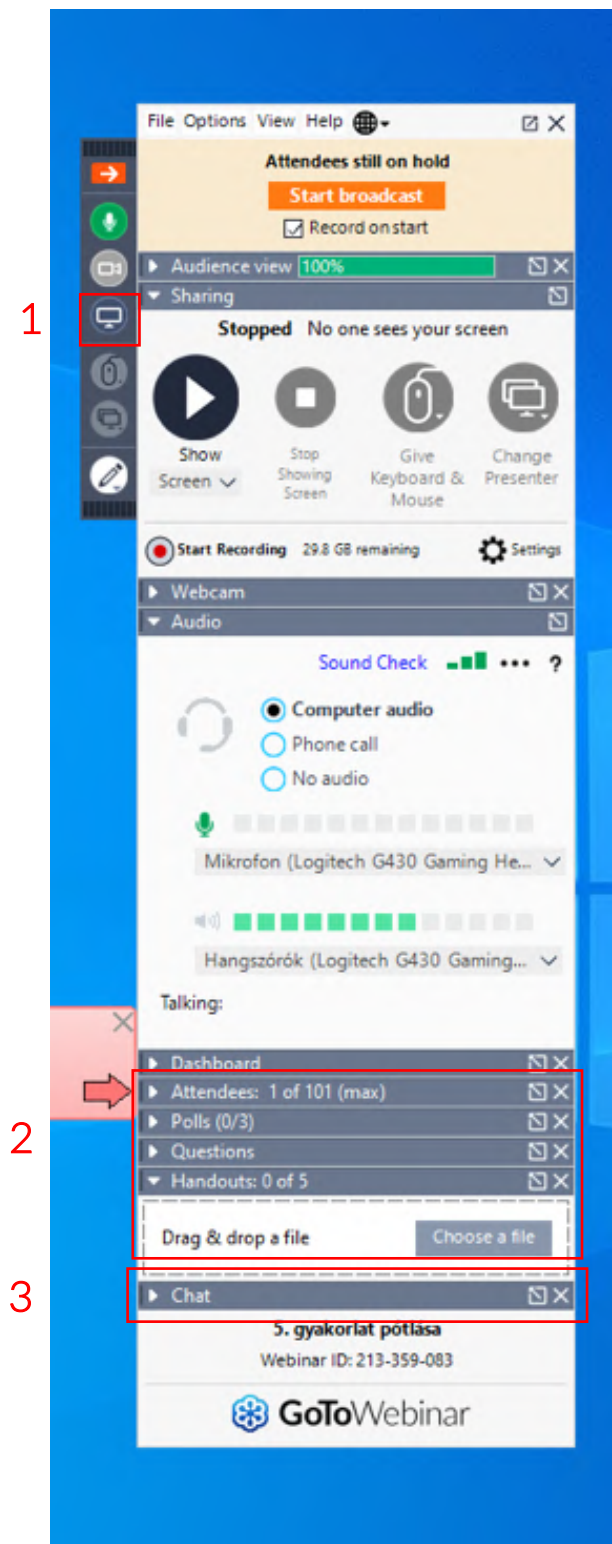 File Options View Help
Attendees still on hold
Start broadcast
Record on start
Audience view 100%
Sharing
1
Stopped No one sees your screen
Show
Screen
Stop
Showing
Screen
Give
Keyboard &
Mouse
Change
Presenter
Start Recording 29.8 GB remaining Settings
Webcam
Audio
Sound Check ?
Computer audio
Phone call
No audio
Mikrofon (Logitech G430 Gaming He...
Hangszórók (Logitech G430 Gaming...
Talking:
Dashboard
Attendees: 1 of 101 (max)
Polls (0/3)
2
Questions
Handouts: 0 of 5
Drag & drop a file Choose a file
3
Chat
5. gyakorlat pótlása
Webinar ID: 213-359-083
GoToWebinar